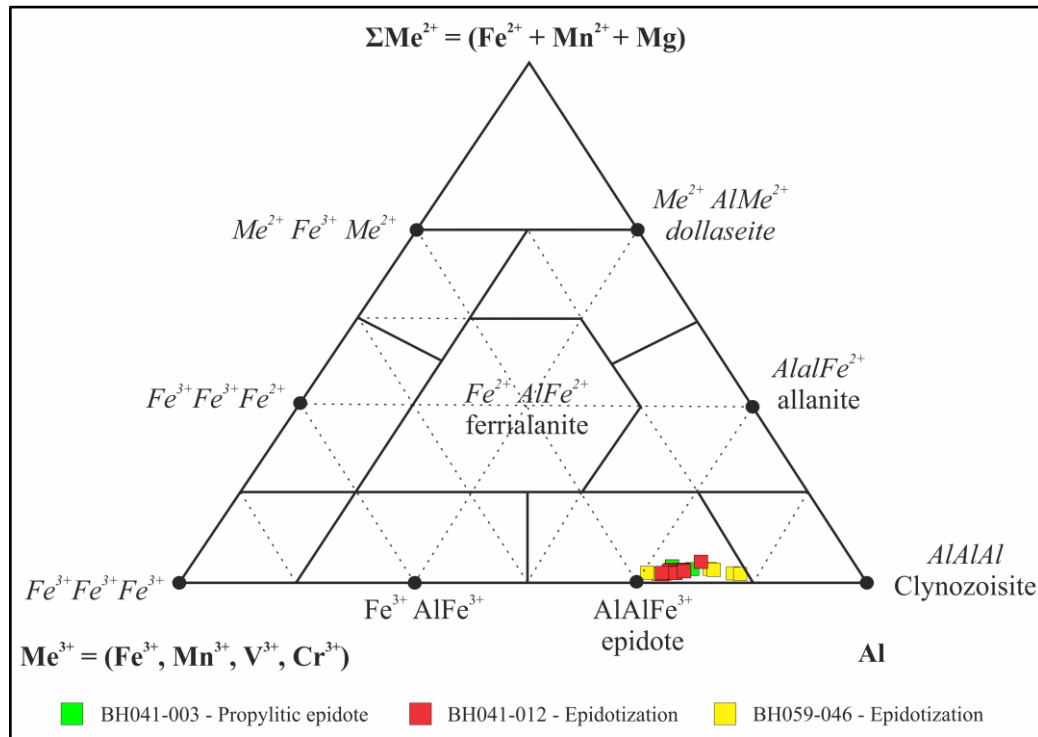 ΣMe²⁺ = (Fe²⁺ + Mn²⁺ + Mg)
Me²⁺ Fe³⁺ Me²⁺
Me²⁺ AlMe²⁺
dollaseite
Fe³⁺Fe³⁺Fe²⁺
Fe²⁺ AlFe²⁺
ferrialanite
AlalFe²⁺
allanite
Fe³⁺Fe³⁺Fe³⁺
Fe³⁺ AlFe³⁺
AlAlFe³⁺
epidote
AlAlAl
Clynozoisite
Me³⁺ = (Fe³⁺, Mn³⁺, V³⁺, Cr³⁺)
Al
BH041-003 - Propylitic epidote
BH041-012 - Epidotization
BH059-046 - Epidotization